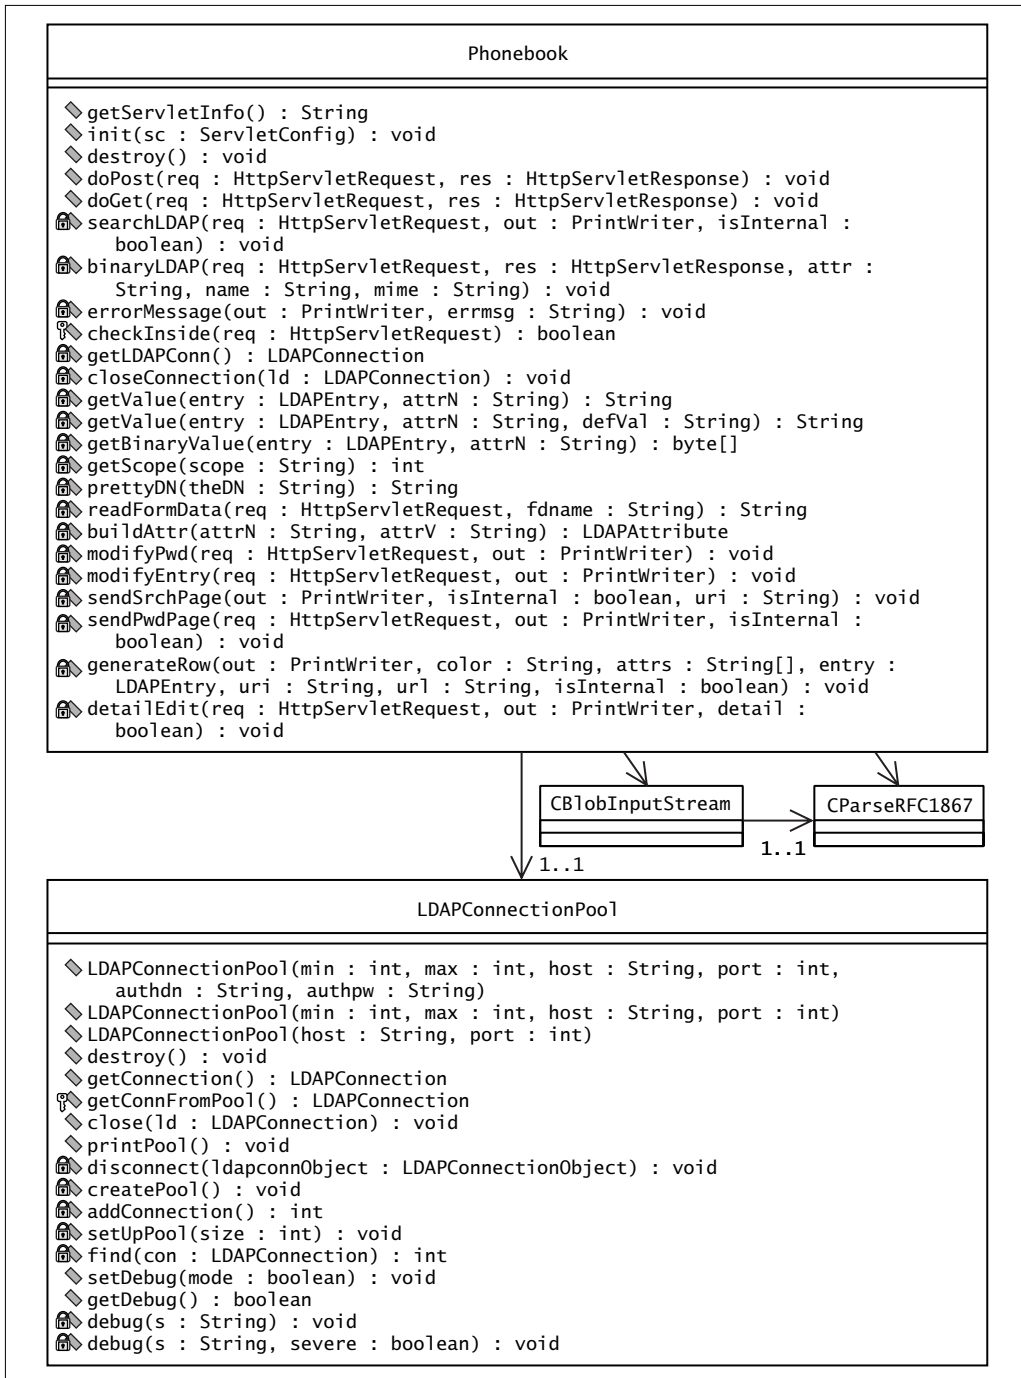 Phonebook
getServletInfo() : String
init(sc : ServletConfig) : void
destroy() : void
doPost(req : HttpServletRequest, res : HttpServletResponse) : void
doGet(req : HttpServletRequest, res : HttpServletResponse) : void
searchLDAP(req : HttpServletRequest, out : PrintWriter, isInternal :
boolean) : void
binaryLDAP(req : HttpServletRequest, res : HttpServletResponse, attr :
String, name : String, mime : String) : void
errorMessage(out : PrintWriter, errmsg : String) : void
checkInside(req : HttpServletRequest) : boolean
getLDAPConn() : LDAPConnection
closeConnection(ld : LDAPConnection) : void
getValue(entry : LDAPEntry, attrN : String) : String
getValue(entry : LDAPEntry, attrN : String, defVal : String) : String
getBinaryValue(entry : LDAPEntry, attrN : String) : byte[]
getScope(scope : String) : int
prettyDN(theDN : String) : String
readFormData(req : HttpServletRequest, fdname : String) : String
buildAttr(attrN : String, attrV : String) : LDAPAttribute
modifyPwd(req : HttpServletRequest, out : PrintWriter) : void
modifyEntry(req : HttpServletRequest, out : PrintWriter) : void
sendSrchPage(out : PrintWriter, isInternal : boolean, uri : String) : void
sendPwdPage(req : HttpServletRequest, out : PrintWriter, isInternal :
boolean) : void
generateRow(out : PrintWriter, color : String, attrs : String[], entry :
LDAPEntry, uri : String, url : String, isInternal : boolean) : void
detailEdit(req : HttpServletRequest, out : PrintWriter, detail :
boolean) : void
CBlobInputStream
CParseRFC1867
1..1
1..1
LDAPConnectionPool
LDAPConnectionPool(min : int, max : int, host : String, port : int,
authdn : String, authpw : String)
LDAPConnectionPool(min : int, max : int, host : String, port : int)
LDAPConnectionPool(host : String, port : int)
destroy() : void
getConnection() : LDAPConnection
getConnFromPool() : LDAPConnection
close(ld : LDAPConnection) : void
printPool() : void
disconnect(ldapconnObject : LDAPConnectionObject) : void
createPool() : void
addConnection() : int
setUpPool(size : int) : void
find(con : LDAPConnection) : int
setDebug(mode : boolean) : void
getDebug() : boolean
debug(s : String) : void
debug(s : String, severe : boolean) : void